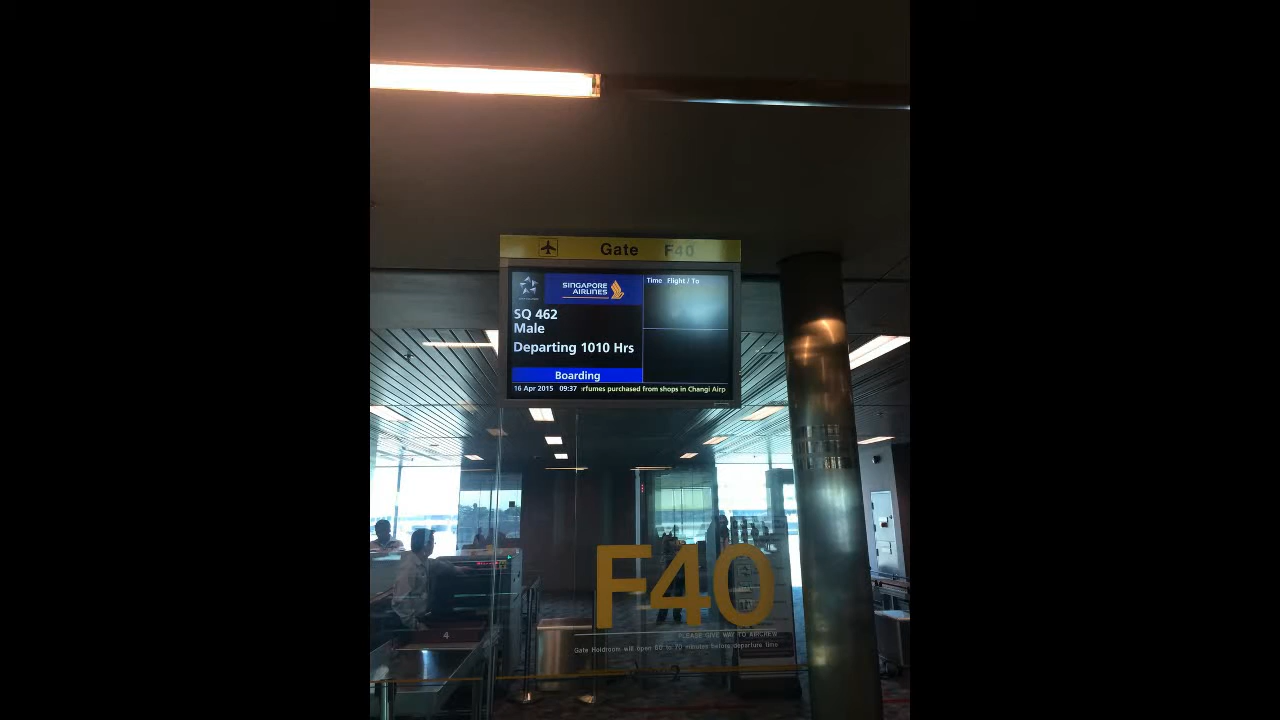 Gate F40
SINGAPORE
AIRLINES
Time Flight / To
SQ 462
Male
Departing 1010 Hrs
Boarding
16 Apr 2015 09:37 rfumes purchased from shops in Changi Airp
F40
PLEASE GIVE WAY TO AIRCREW
Gate Holdroom will open 60 to 70 minutes before departure time
4